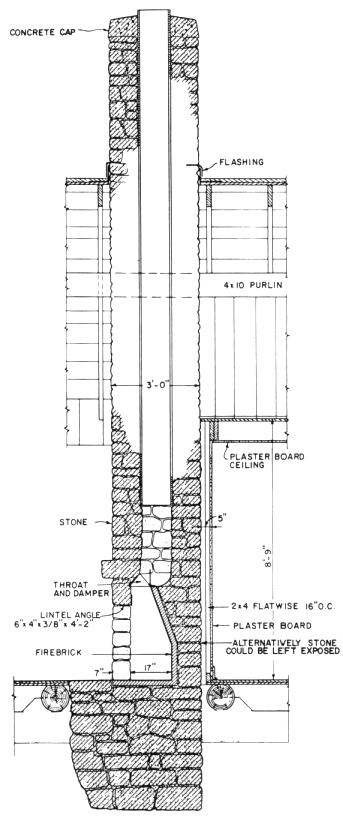 CONCRETE CAP
FLASHING
4x10 PURLIN
3'-0"
PLASTER BOARD
CEILING
STONE
5"
8'-9"
THROAT
AND DAMPER
2x4 FLATWISE 16" O.C.
LINTEL ANGLE
6"x 4"x 3/8"x 4'-2"
PLASTER BOARD
ALTERNATIVELY STONE
COULD BE LEFT EXPOSED
FIREBRICK
7"
17"